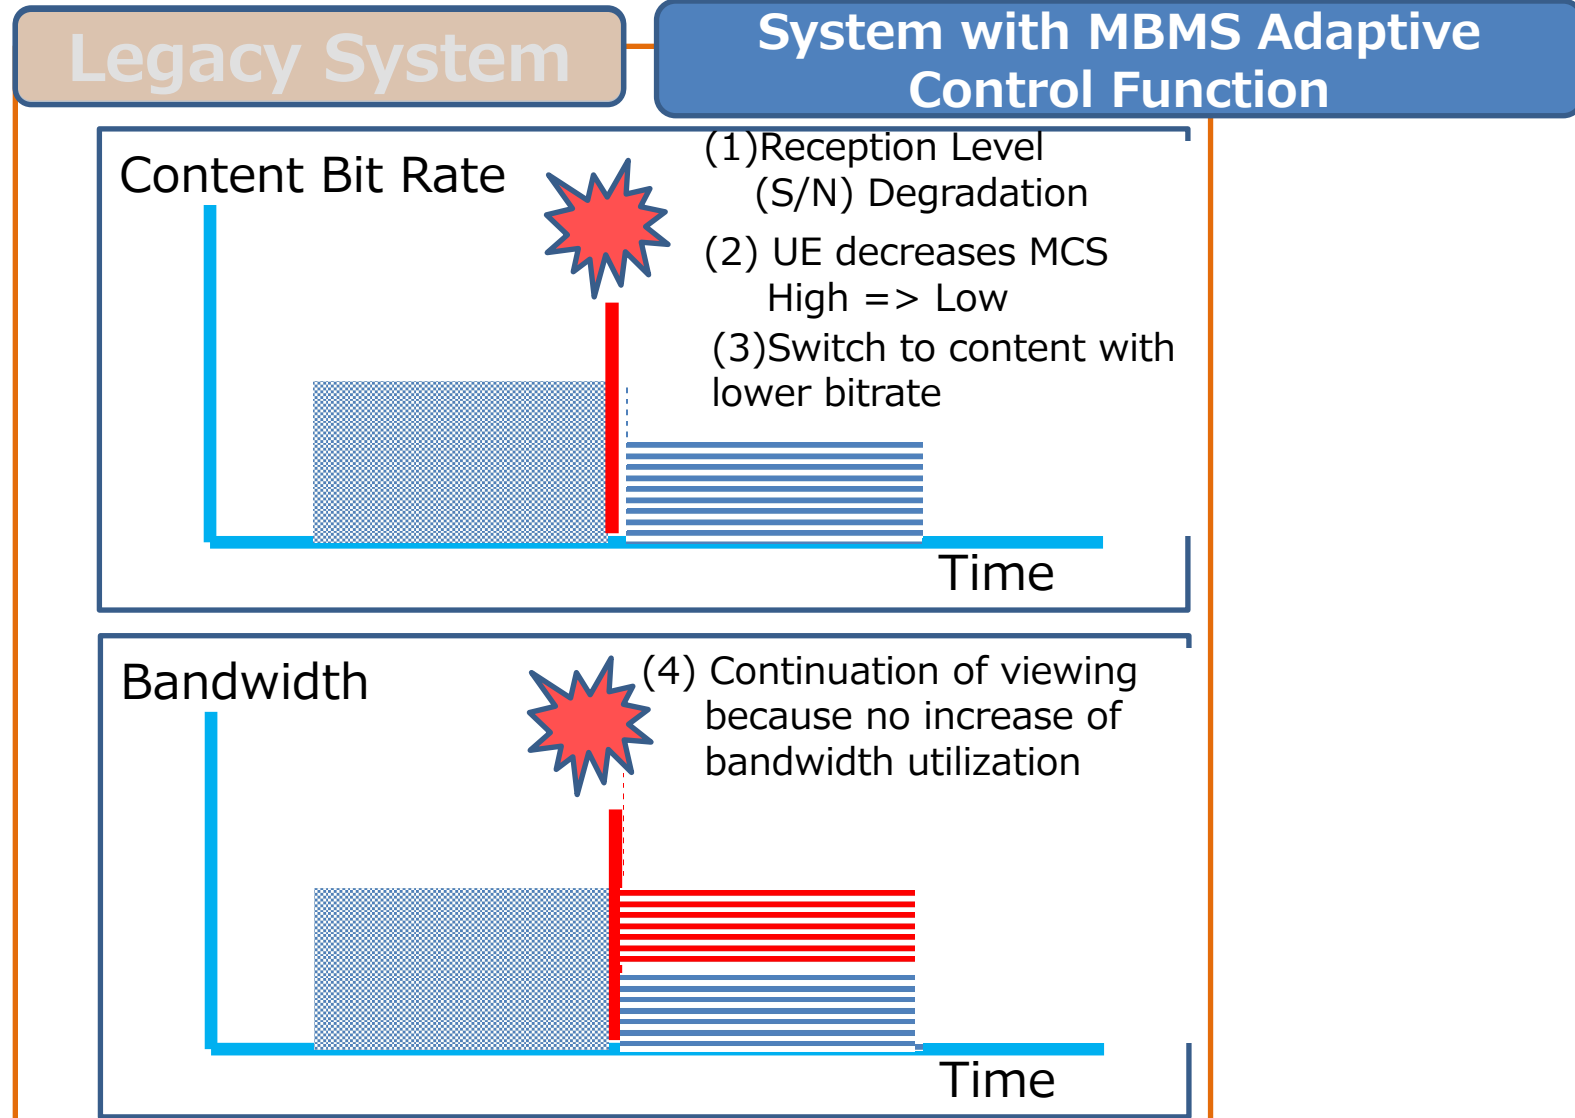 Legacy System
System with MBMS Adaptive
Control Function
Content Bit Rate
(1)Reception Level
(S/N) Degradation
(2) UE decreases MCS
High => Low
(3)Switch to content with
lower bitrate
Time
Bandwidth
(4) Continuation of viewing
because no increase of
bandwidth utilization
Time